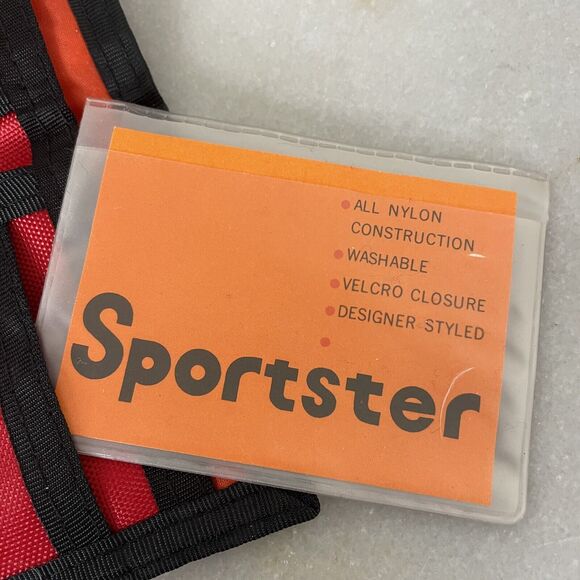 • ALL NYLON
CONSTRUCTION
• WASHABLE
• VELCRO CLOSURE
• DESIGNER STYLED
•
Sportster